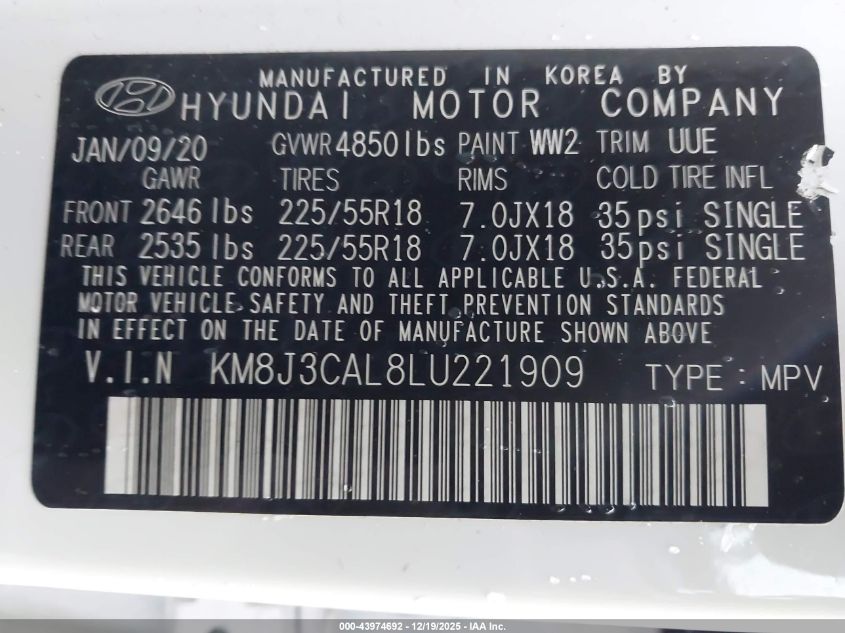 MANUFACTURED IN KOREA BY
HYUNDAI MOTOR COMPANY
JAN/09/20 GVWR 4850lbs PAINT WW2 TRIM UUE
GAWR TIRES RIMS COLD TIRE INFL
FRONT 2646 lbs 225/55R18 7.0JX18 35psi SINGLE
REAR 2535 lbs 225/55R18 7.0JX18 35psi SINGLE
THIS VEHICLE CONFORMS TO ALL APPLICABLE U.S.A. FEDERAL
MOTOR VEHICLE SAFETY AND THEFT PREVENTION STANDARDS
IN EFFECT ON THE DATE OF MANUFACTURE SHOWN ABOVE
V.I.N KM8J3CAL8LU221909 TYPE : MPV
000-43974692 - 12/19/2025 - IAA Inc.